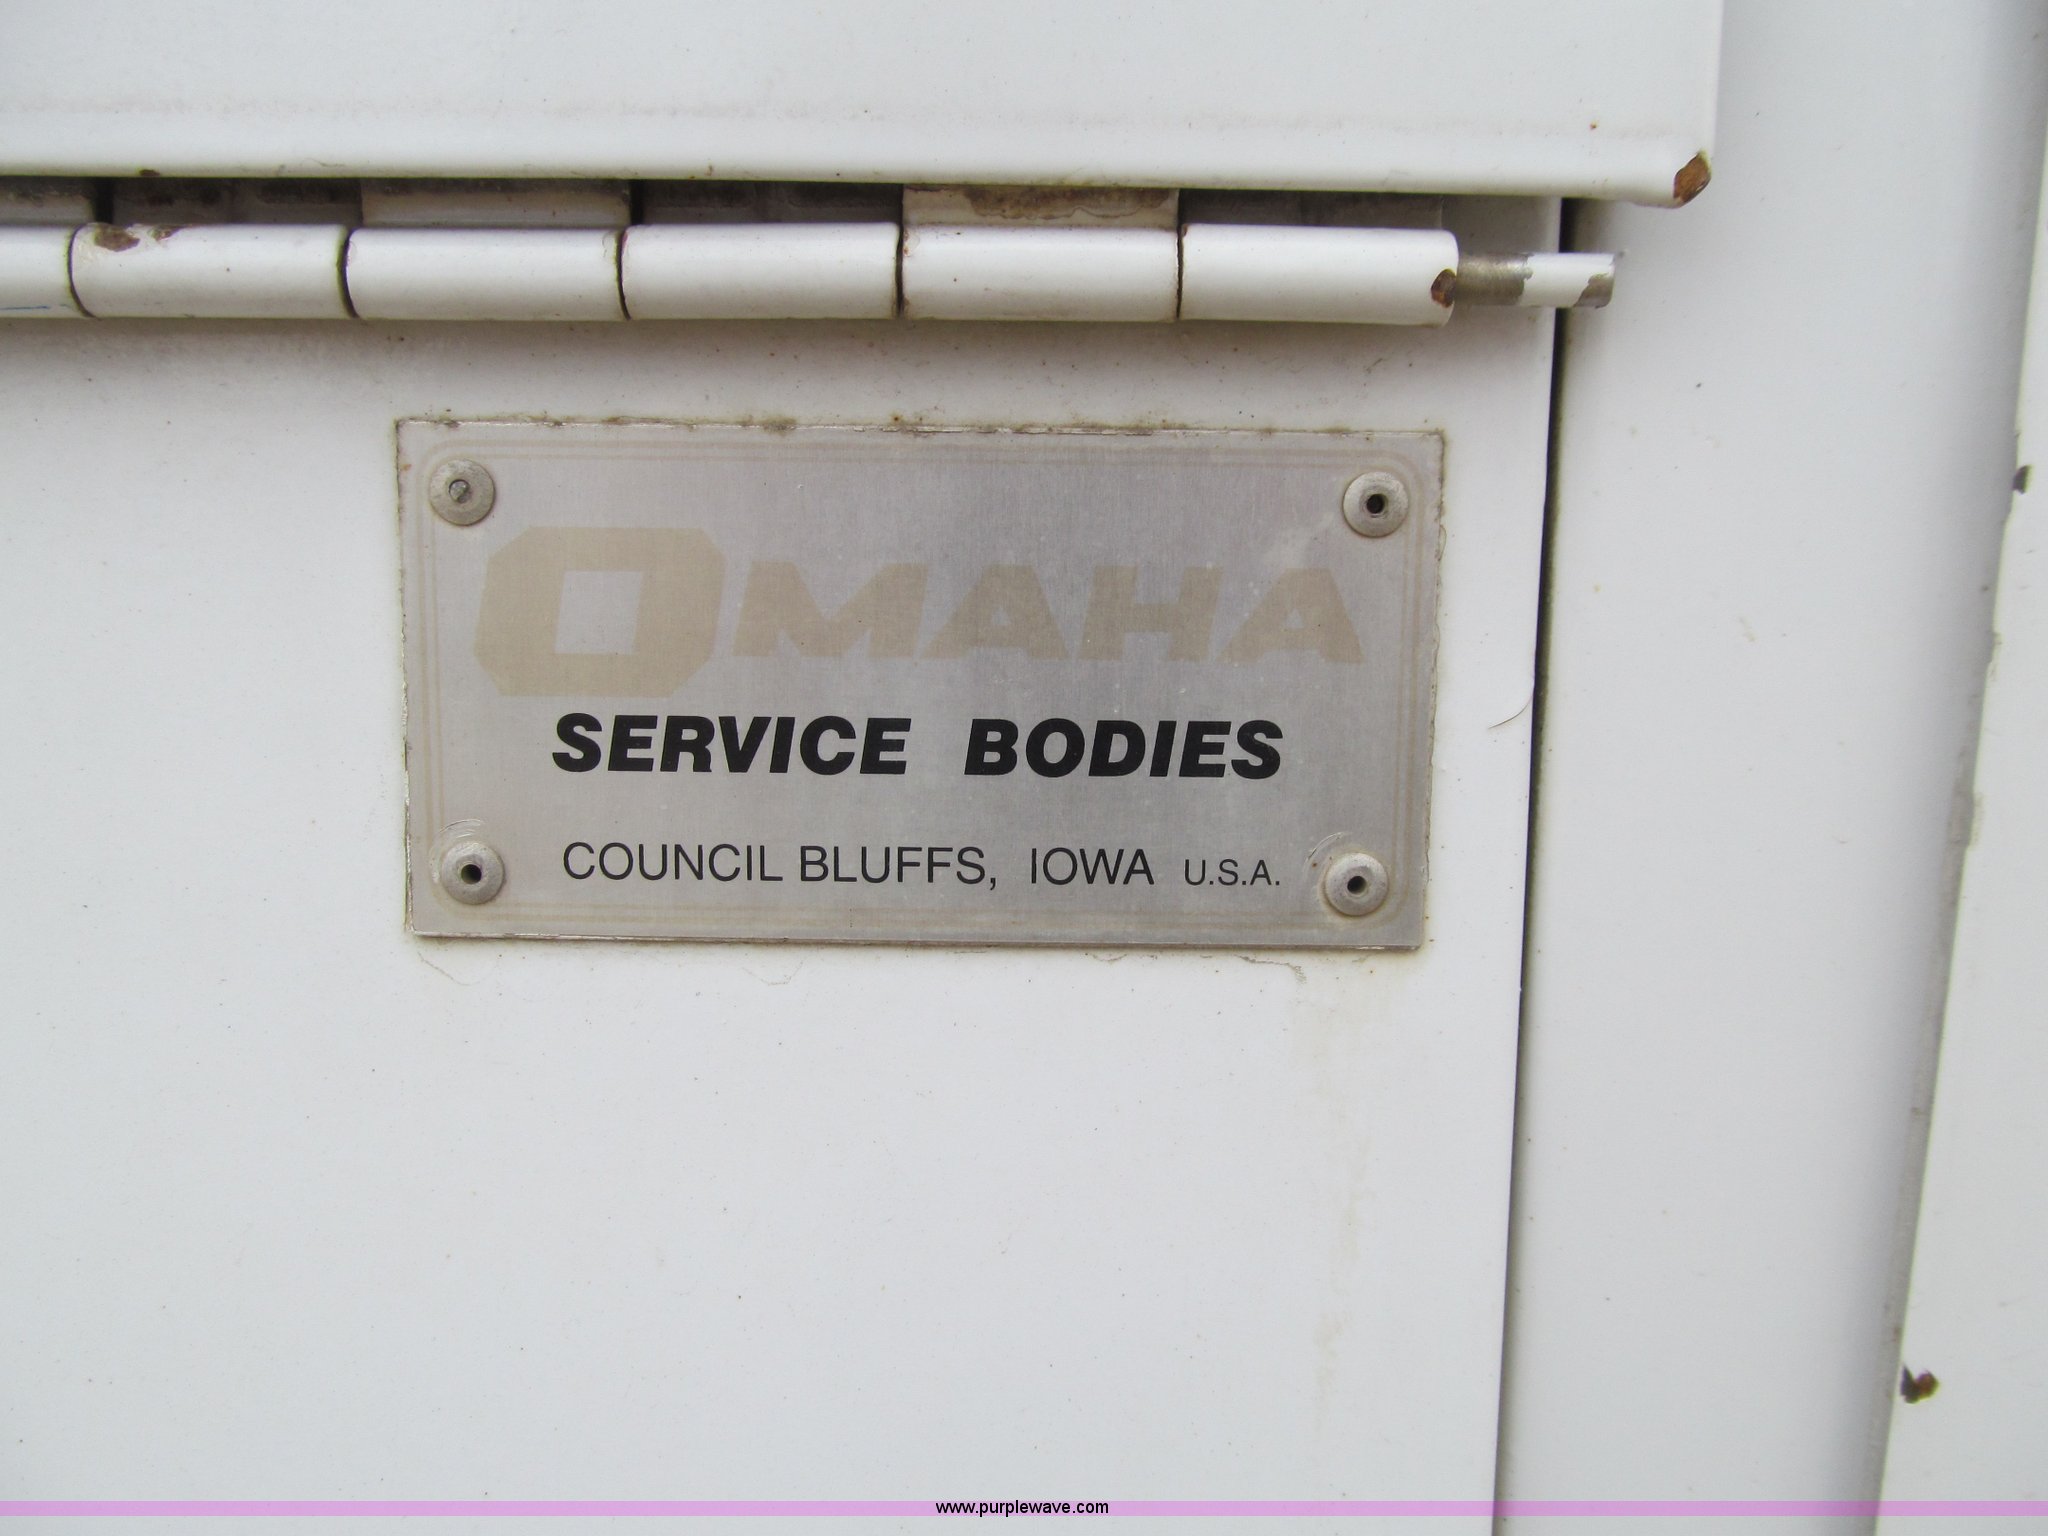 OMAHA
SERVICE BODIES
COUNCIL BLUFFS, IOWA U.S.A.
www.purplewave.com